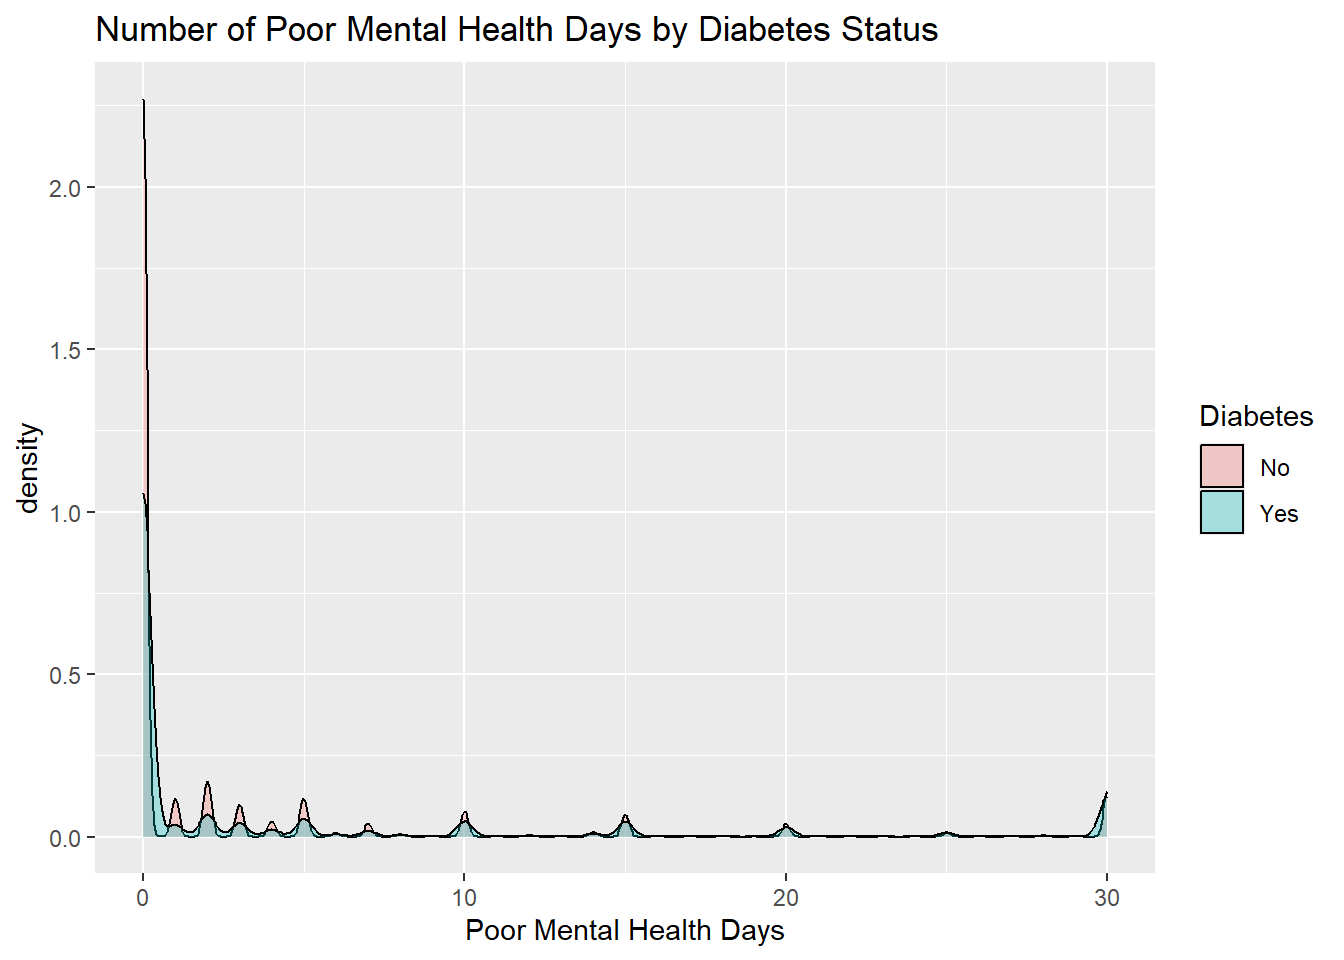 Number of Poor Mental Health Days by Diabetes Status
2.0
1.5
1.0
0.5
0.0
density
0
10
20
30
Poor Mental Health Days
Diabetes
No
Yes